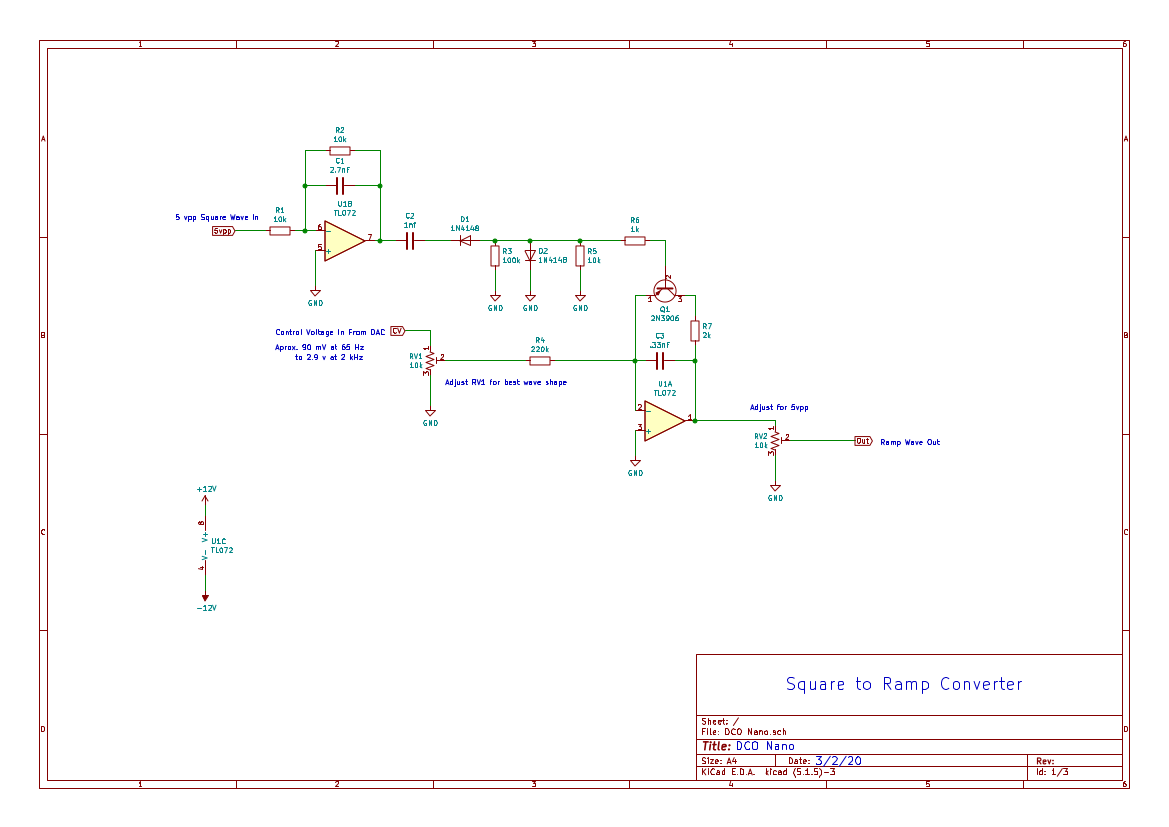 1 2 3 4 5 6
A
A
R2
10k
C1
2.7nF
U1B
TL072
5 vpp Square Wave In
R1
10k
5vpp
6
5
7
C2
1nf
D1
1N4148
R3
100k
D2
1N4148
R5
10k
R6
1k
GND
GND
GND
GND
2
1
3
Q1
2N3906
R7
2k
B
B
Control Voltage In From DAC
CV
Aprox. 90 mV at 65 Hz
to 2.9 v at 2 kHz
RV1
10k
1
2
3
R4
220k
C3
.33nF
Adjust RV1 for best wave shape
GND
U1A
TL072
2
3
1
GND
Adjust for 5vpp
RV2
10k
1
2
3
Out
Ramp Wave Out
GND
+12V
8
V+
U1C
TL072
V-
4
-12V
C
C
Square to Ramp Converter
Sheet: /
File: DCO Nano.sch
Title: DCO Nano
Size: A4
Date: 3/2/20
Rev:
KiCad E.D.A. kicad (5.1.5)-3
Id: 1/3
D
D
1 2 3 4 5 6